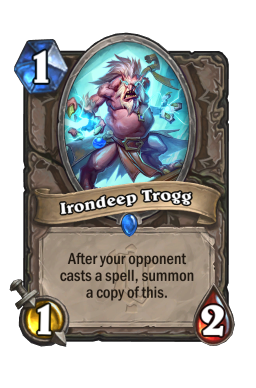 1
Irondeep Trogg
After your opponent
casts a spell, summon
a copy of this.
1
2